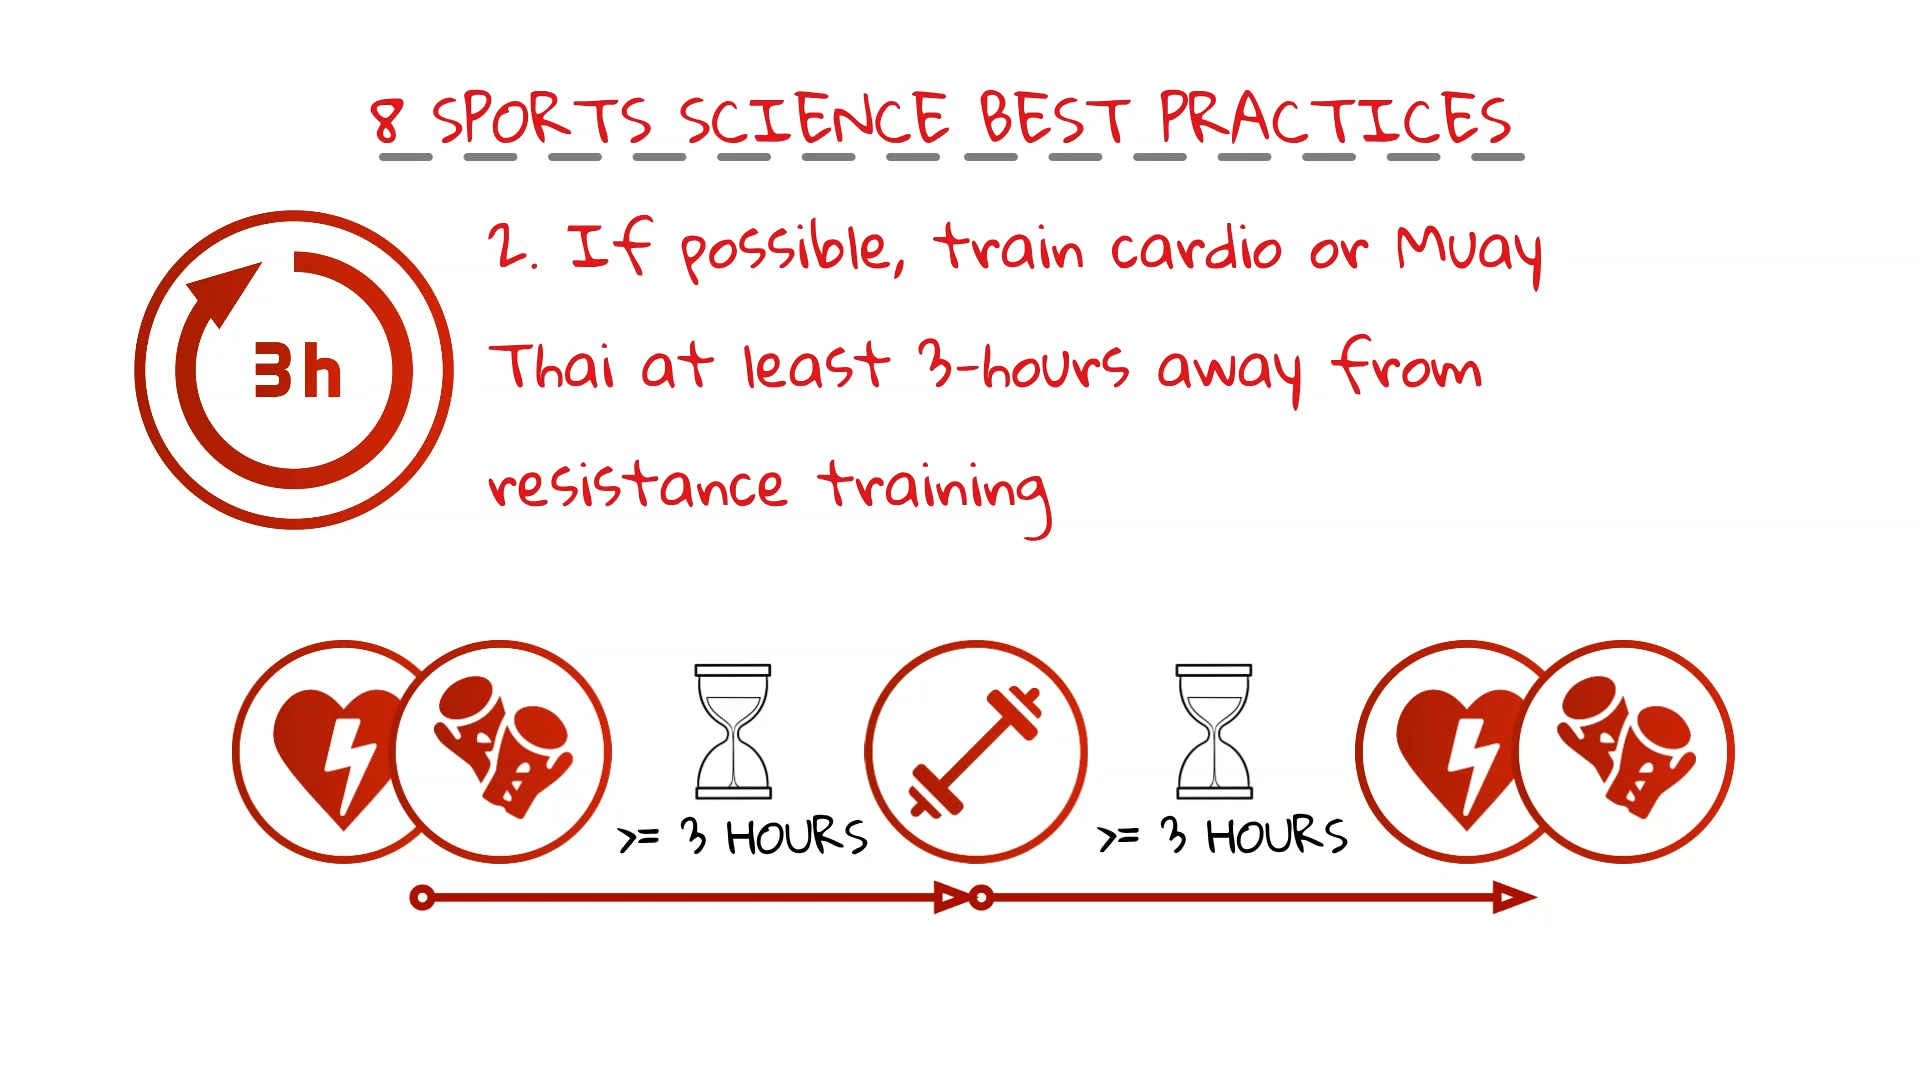 8 SPORTS SCIENCE BEST PRACTICES
2. If possible, train cardio or Muay
Thai at least 3-hours away from
resistance training
3h
>= 3 HOURS
>= 3 HOURS